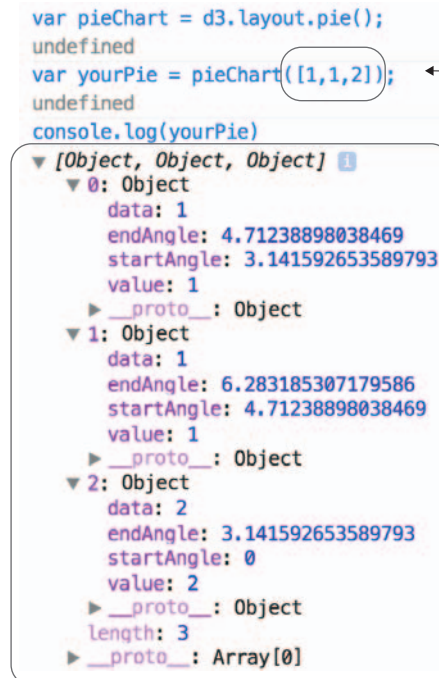 var pieChart = d3.layout.pie();
undefined
var yourPie = pieChart([1,1,2]);
undefined
console.log(yourPie)
▼ [Object, Object, Object] i
▼ 0: Object
data: 1
endAngle: 4.71238898038469
startAngle: 3.141592653589793
value: 1
▶ __proto__: Object
▼ 1: Object
data: 1
endAngle: 6.283185307179586
startAngle: 4.71238898038469
value: 1
▶ __proto__: Object
▼ 2: Object
data: 2
endAngle: 3.141592653589793
startAngle: 0
value: 2
▶ __proto__: Object
length: 3
▶ __proto__: Array[0]